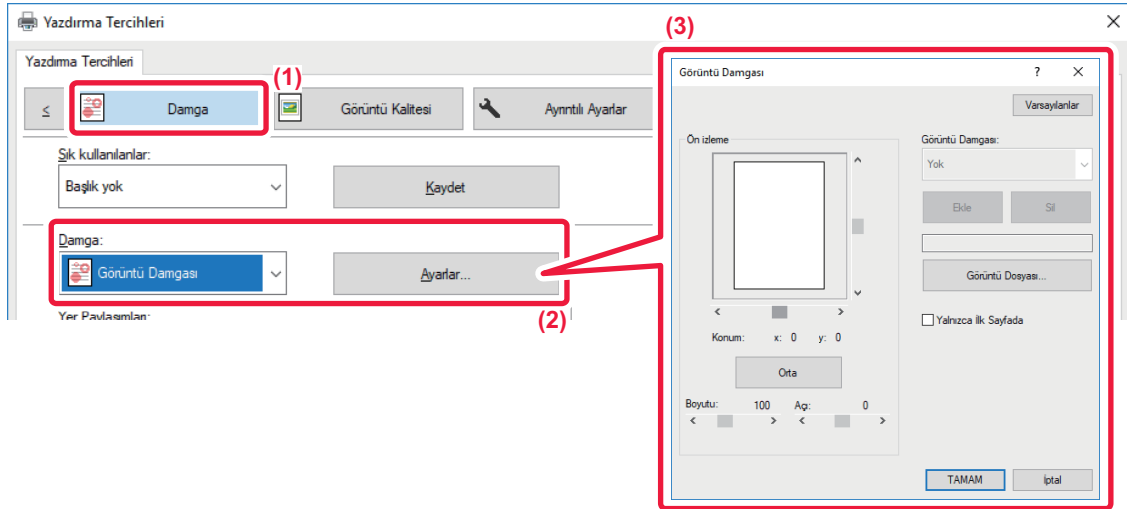 Yazdırma Tercihleri
Yazdırma Tercihleri
(1)
≤ Damga Görüntü Kalitesi Ayrıntılı Ayarlar
Sık kullanılanlar:
Başlık yok Kaydet
Damga:
Görüntü Damgası Ayarlar...
(2)
Yer Paylaşımları:
(3)
Görüntü Damgası ?
Varsayılanlar
Ön izleme
Konum: x: 0 y: 0
Orta
Boyutu: 100 Açı: 0
Görüntü Damgası:
Yok
Ekle Sil
Görüntü Dosyası...
Yalnızca İlk Sayfada
TAMAM İptal